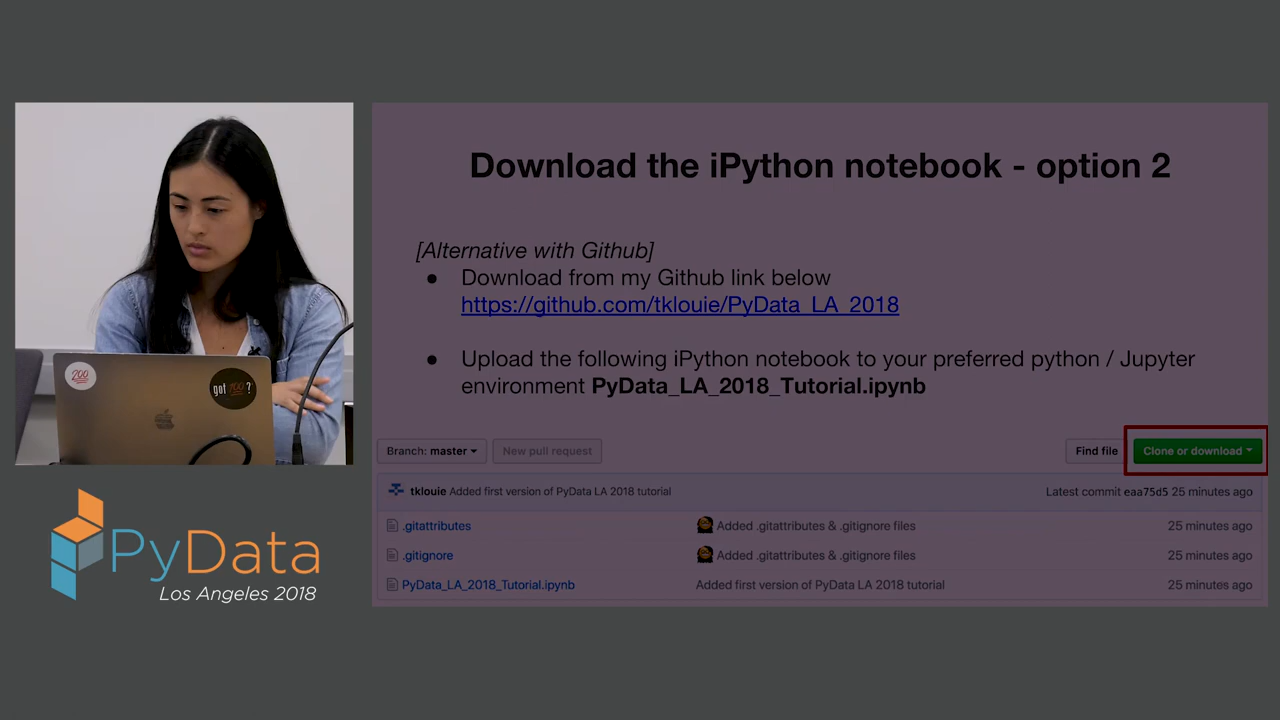 Download the iPython notebook - option 2
[Alternative with Github]
● Download from my Github link below
https://github.com/tklouie/PyData_LA_2018
● Upload the following iPython notebook to your preferred python / Jupyter
environment PyData_LA_2018_Tutorial.ipynb
Branch: master
New pull request
Find file
Clone or download
tklouie Added first version of PyData LA 2018 tutorial
Latest commit eaa75d5 25 minutes ago
.gitattributes
Added .gitattributes & .gitignore files
25 minutes ago
.gitignore
Added .gitattributes & .gitignore files
25 minutes ago
PyData_LA_2018_Tutorial.ipynb
Added first version of PyData LA 2018 tutorial
25 minutes ago
200
got 100?
PyData
Los Angeles 2018